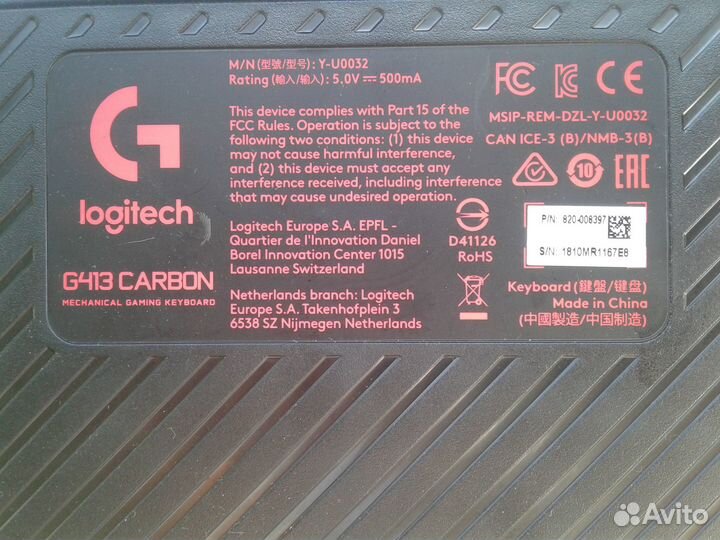 G
logitech
G413 CARBON
MECHANICAL GAMING KEYBOARD
M/N (型號/型号) : Y-U0032
Rating (輸入/输入) : 5.0V⎓500mA
This device complies with Part 15 of the
FCC Rules. Operation is subject to the
following two conditions: (1) this device
may not cause harmful interference,
and (2) this device must accept any
interference received, including interference
that may cause undesired operation.
Logitech Europe S.A. EPFL -
Quartier de l'Innovation Daniel
Borel Innovation Center 1015
Lausanne Switzerland
Netherlands branch: Logitech
Europe S.A. Takenhofplein 3
6538 SZ Nijmegen Netherlands
FC CE
MSIP-REM-DZL-Y-U0032
CAN ICE-3 (B)/NMB-3(B)
10 EAC
D41126
RoHS
P/N: 820-008397
S/N: 1810MR1167E8
Keyboard (鍵盤/键盘)
Made in China
(中國製造/中国制造)
Avito